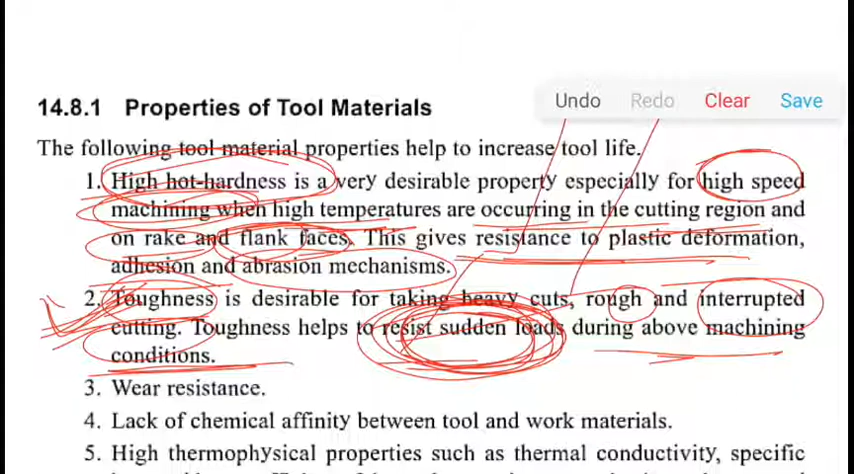 Undo Redo Clear Save
14.8.1 Properties of Tool Materials
The following tool material properties help to increase tool life.
1. High hot-hardness is a very desirable property especially for high speed
machining when high temperatures are occurring in the cutting region and
on rake and flank faces. This gives resistance to plastic deformation,
adhesion and abrasion mechanisms.
2. Toughness is desirable for taking heavy cuts, rough and interrupted
cutting. Toughness helps to resist sudden loads during above machining
conditions.
3. Wear resistance.
4. Lack of chemical affinity between tool and work materials.
5. High thermophysical properties such as thermal conductivity, specific